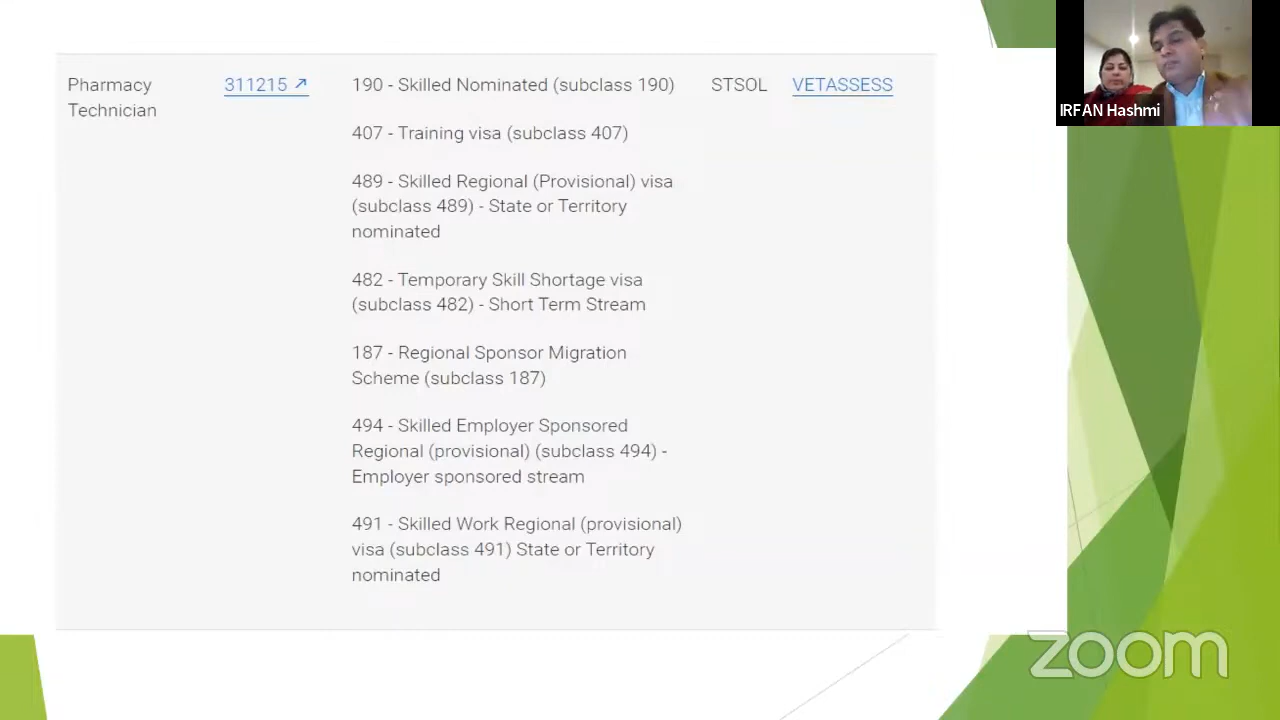 Pharmacy
Technician
311215 ↗
190 - Skilled Nominated (subclass 190)
407 - Training visa (subclass 407)
489 - Skilled Regional (Provisional) visa
(subclass 489) - State or Territory
nominated
482 - Temporary Skill Shortage visa
(subclass 482) - Short Term Stream
187 - Regional Sponsor Migration
Scheme (subclass 187)
494 - Skilled Employer Sponsored
Regional (provisional) (subclass 494) -
Employer sponsored stream
491 - Skilled Work Regional (provisional)
visa (subclass 491) State or Territory
nominated
STSOL
VETASSESS
IRFAN Hashmi
zoom